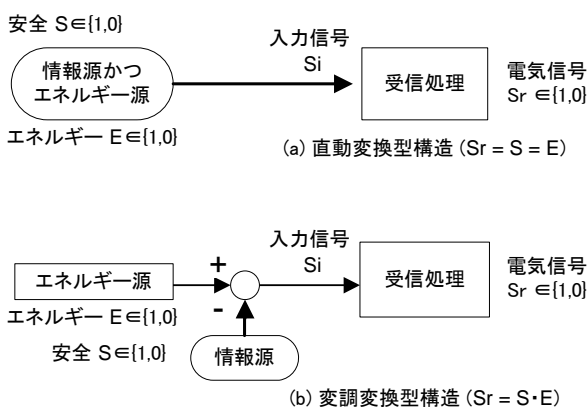 安全 S∈{1,0}
情報源かつ
エネルギー源
エネルギー E∈{1,0}
入力信号
Si
受信処理
電気信号
Sr ∈{1,0}
(a) 直動変換型構造 (Sr = S = E)
エネルギー源
エネルギー E∈{1,0}
+
-
安全 S∈{1,0}
情報源
入力信号
Si
受信処理
電気信号
Sr ∈{1,0}
(b) 変調変換型構造 (Sr = S･E)